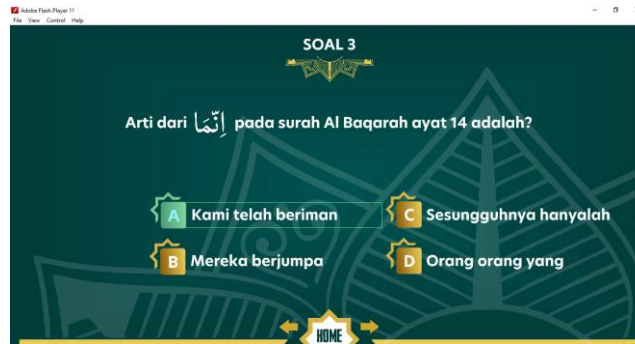 Adobe Flash Player 11
File View Control Help
SOAL 3
Arti dari إِنَّمَا pada surah Al Baqarah ayat 14 adalah?
A Kami telah beriman
C Sesungguhnya hanyalah
B Mereka berjumpa
D Orang orang yang
HOME